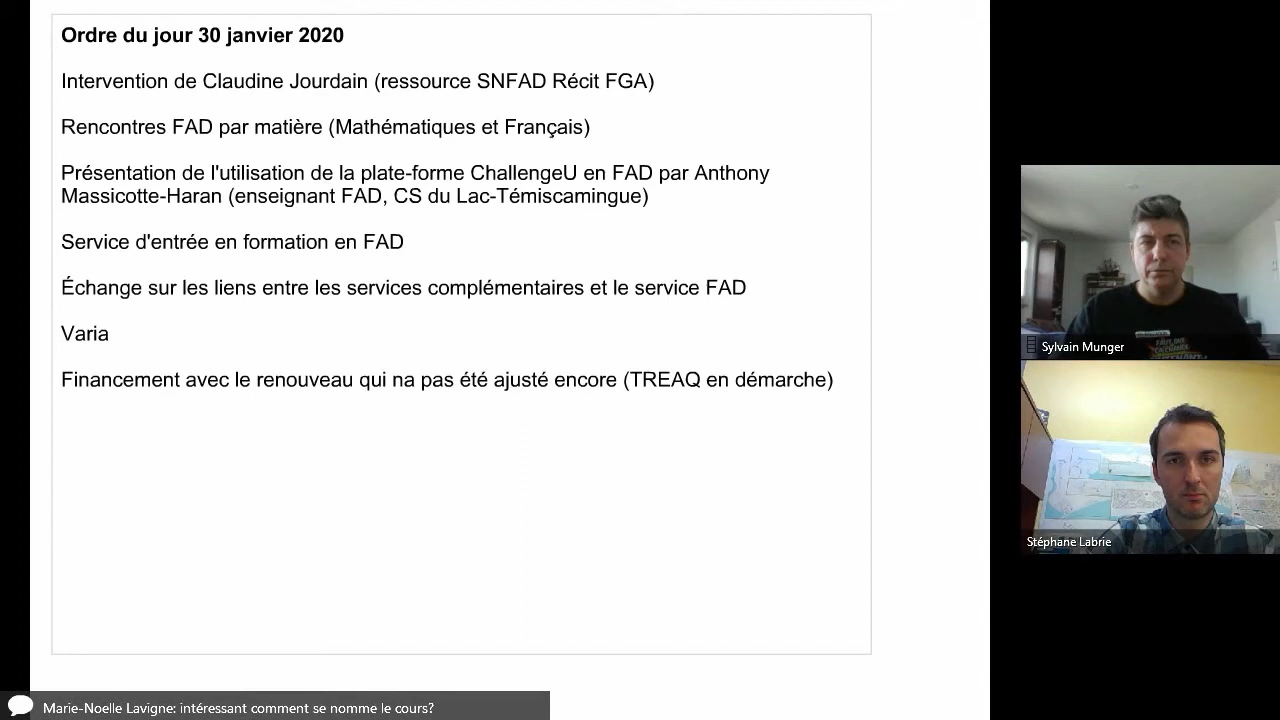 Ordre du jour 30 janvier 2020
Intervention de Claudine Jourdain (ressource SNFAD Récit FGA)
Rencontres FAD par matière (Mathématiques et Français)
Présentation de l'utilisation de la plate-forme ChallengeU en FAD par Anthony
Massicotte-Haran (enseignant FAD, CS du Lac-Témiscamingue)
Service d'entrée en formation en FAD
Échange sur les liens entre les services complémentaires et le service FAD
Varia
Financement avec le renouveau qui na pas été ajusté encore (TREAQ en démarche)
Sylvain Munger
Stéphane Labrie
Marie-Noelle Lavigne: intéressant comment se nomme le cours?